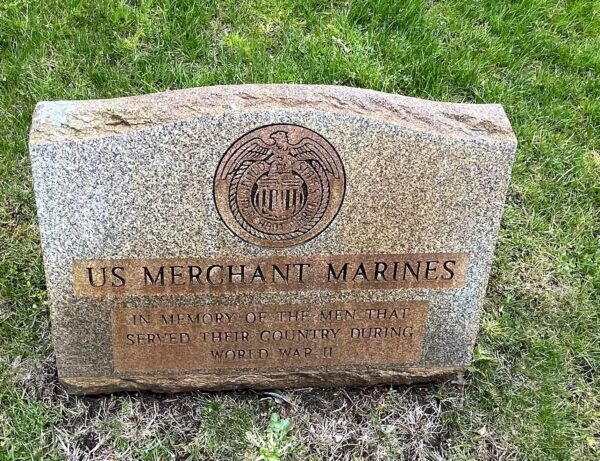 US MERCHANT MARINES
IN MEMORY OF THE MEN THAT
SERVED THEIR COUNTRY DURING
WORLD WAR II